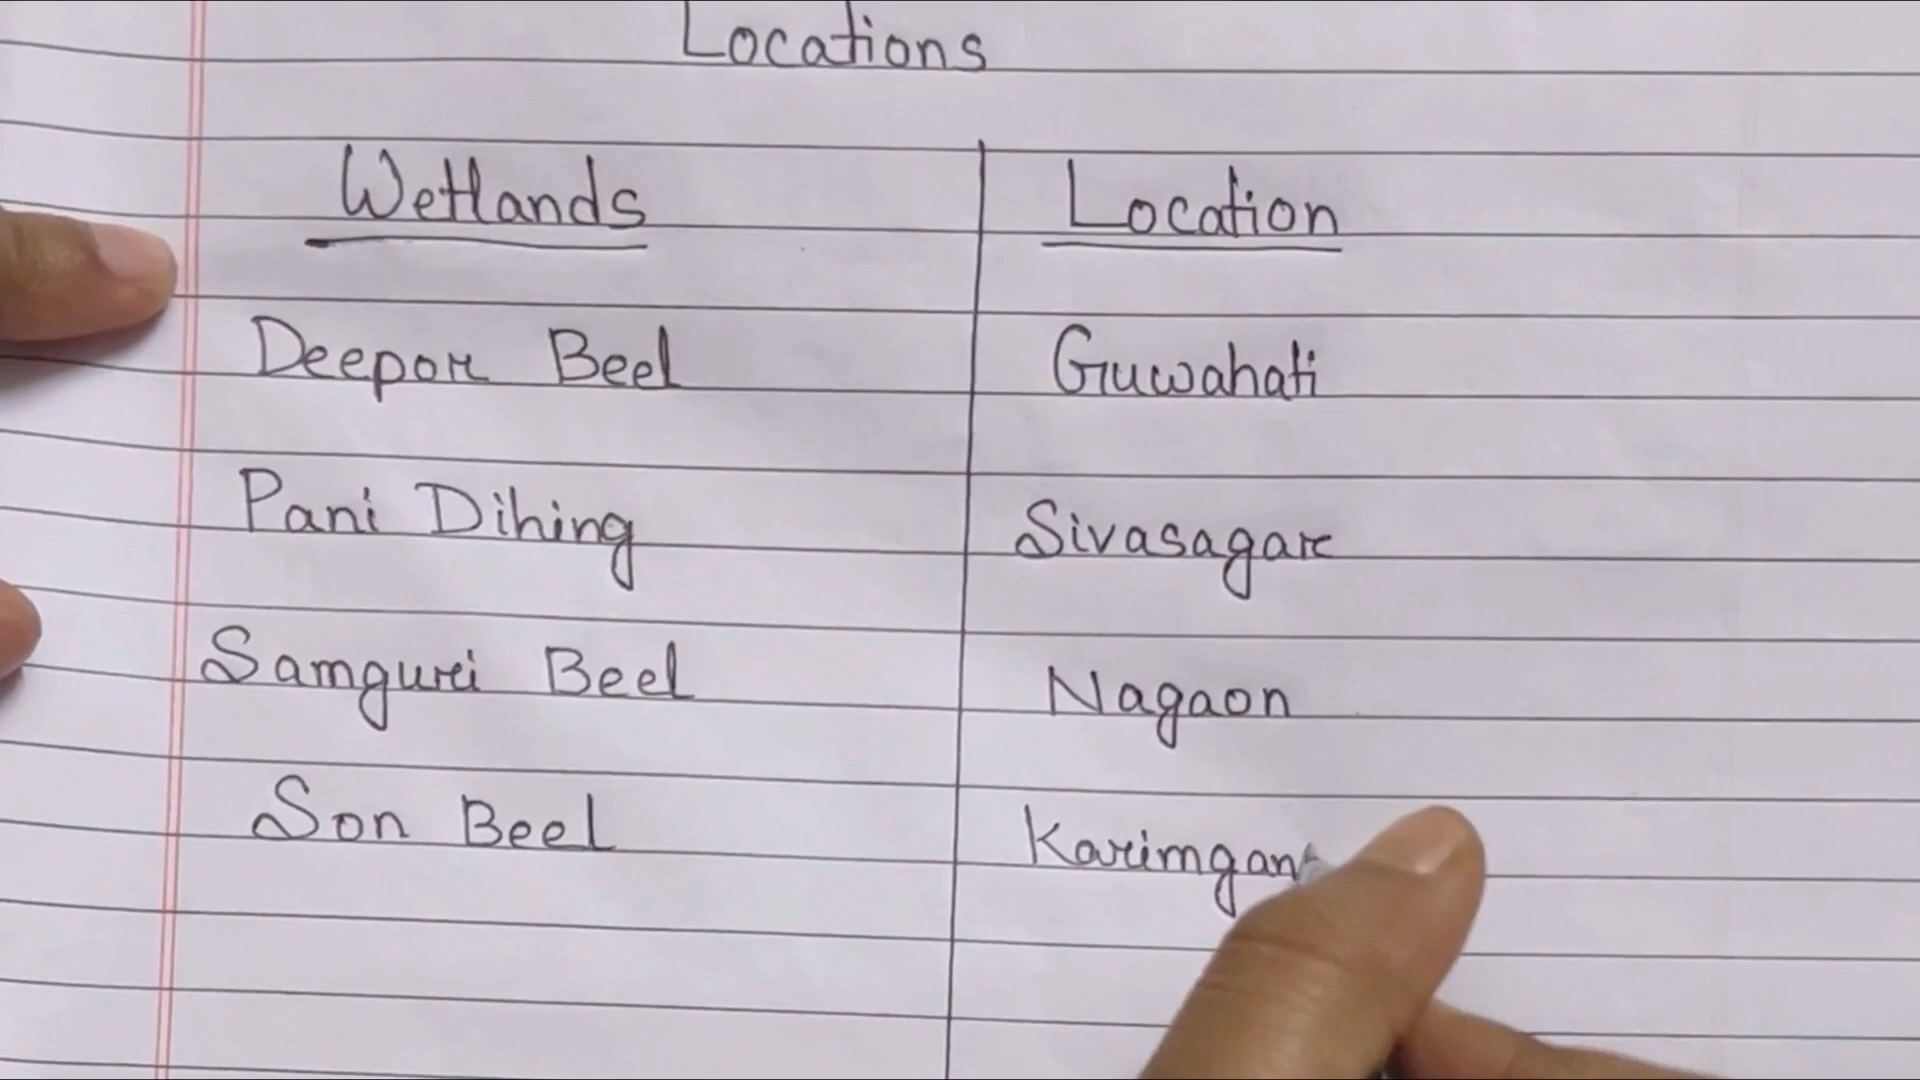 Locations
Wetlands Location
Deepor Beel Guwahati
Pani Dihing Sivasagar
Samguri Beel Nagaon
Son Beel